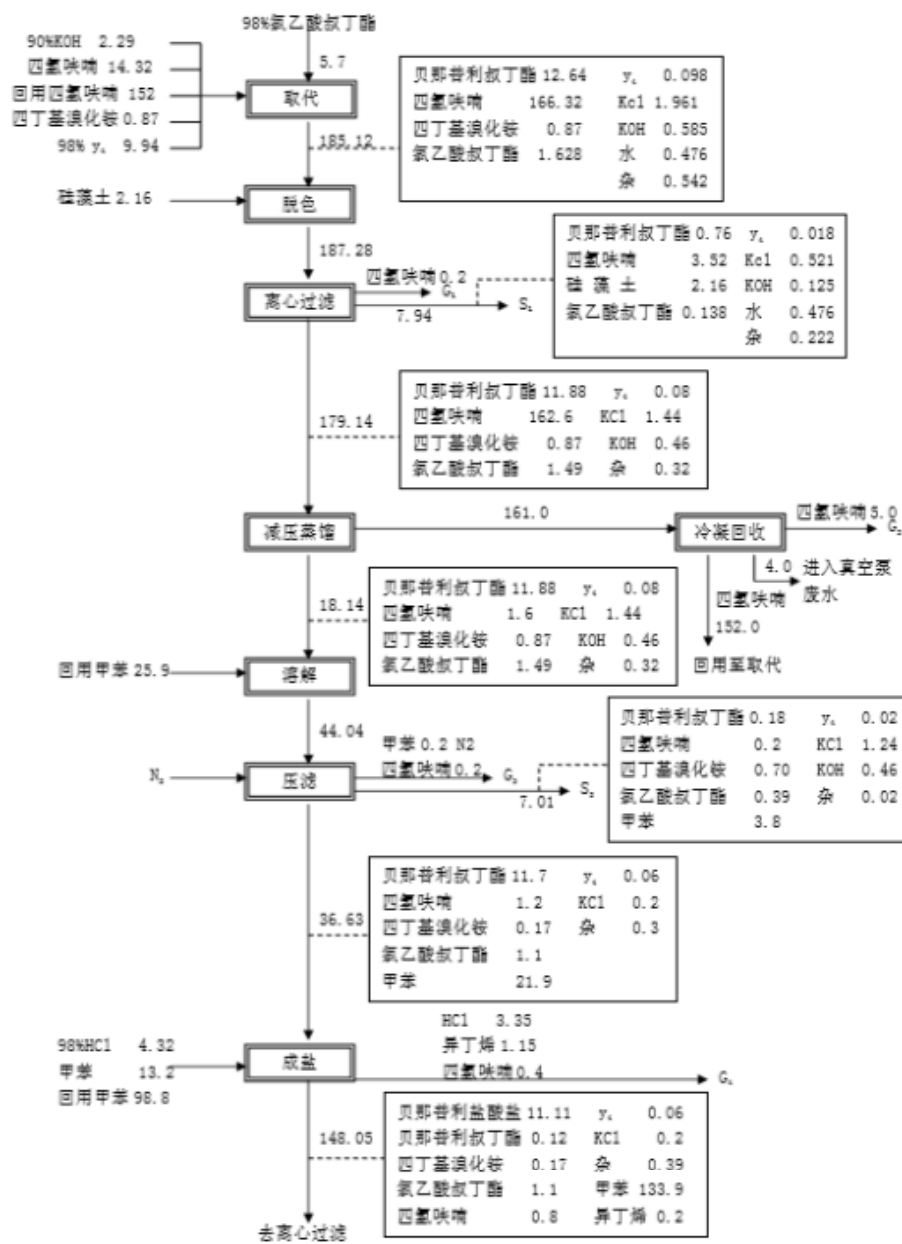 98%氯乙酸叔丁酯
90%KOH 2.29
四氢呋喃 14.32
回用四氢呋喃 152
四丁基溴化铵 0.87
98% y₄ 9.94
5.7
取代
185.12
贝那普利叔丁酯 12.64 y₄ 0.098
四氢呋喃 166.32 Kcl 1.961
四丁基溴化铵 0.87 KOH 0.585
氯乙酸叔丁酯 1.628 水 0.476
杂 0.542
硅藻土 2.16
脱色
187.28
贝那普利叔丁酯 0.76 y₄ 0.018
四氢呋喃 3.52 Kcl 0.521
硅 藻 土 2.16 KOH 0.125
氯乙酸叔丁酯 0.138 水 0.476
杂 0.222
离心过滤
四氢呋喃 0.2
G₁
7.94
S₁
179.14
贝那普利叔丁酯 11.88 y₄ 0.08
四氢呋喃 162.6 KCl 1.44
四丁基溴化铵 0.87 KOH 0.46
氯乙酸叔丁酯 1.49 杂 0.32
减压蒸馏
161.0
冷凝回收
四氢呋喃 5.0
G₂
4.0 进入真空泵
废水
四氢呋喃
152.0
回用至取代
18.14
贝那普利叔丁酯 11.88 y₄ 0.08
四氢呋喃 1.6 KCl 1.44
四丁基溴化铵 0.87 KOH 0.46
氯乙酸叔丁酯 1.49 杂 0.32
回用甲苯 25.9
溶解
44.04
N₂
压滤
甲苯 0.2 N2
四氢呋喃 0.2
G₃
7.01
S₂
贝那普利叔丁酯 0.18 y₄ 0.02
四氢呋喃 0.2 KCl 1.24
四丁基溴化铵 0.70 KOH 0.46
氯乙酸叔丁酯 0.39 杂 0.02
甲苯 3.8
36.63
贝那普利叔丁酯 11.7 y₄ 0.06
四氢呋喃 1.2 KCl 0.2
四丁基溴化铵 0.17 杂 0.3
氯乙酸叔丁酯 1.1
甲苯 21.9
98%HCl 4.32
甲苯 13.2
回用甲苯 98.8
成盐
HCl 3.35
异丁烯 1.15
四氢呋喃 0.4
G₄
148.05
贝那普利盐酸盐 11.11 y₄ 0.06
贝那普利叔丁酯 0.12 KCl 0.2
四丁基溴化铵 0.17 杂 0.39
氯乙酸叔丁酯 1.1 甲苯 133.9
四氢呋喃 0.8 异丁烯 0.2
去离心过滤